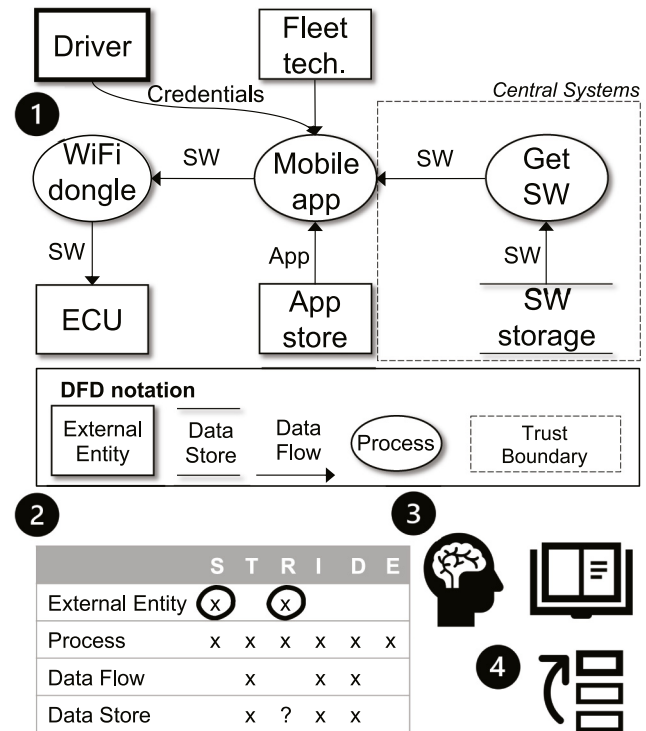 Driver
Fleet
tech.
Credentials
Central Systems
1
WiFi
dongle
SW
Mobile
app
SW
Get
SW
SW
App
SW
ECU
App
store
SW
storage
DFD notation
External
Entity
Data
Store
Data
Flow
Process
Trust
Boundary
2
3
S T R I D E
External Entity x x
Process x x x x x x
Data Flow x x x
Data Store x ? x x
4